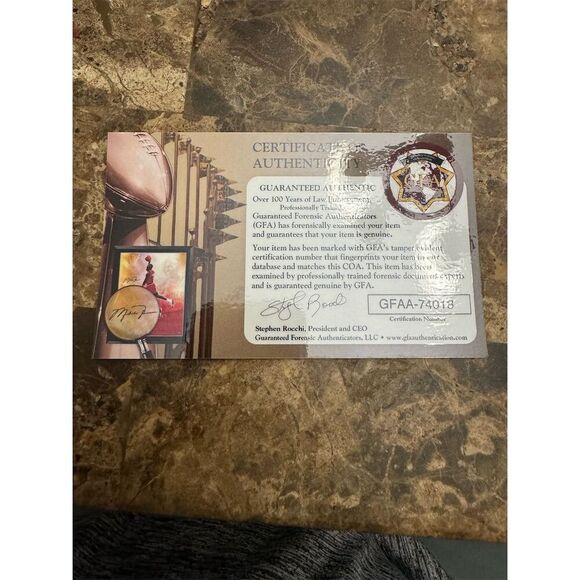 CERTIFICATE OF
AUTHENTICITY
GUARANTEED AUTHENTIC
Over 100 Years of Law Enforcement,
Professionally Trained
Guaranteed Forensic Authenticators
(GFA) has forensically examined your item
and guarantees that your item is genuine.
Your item has been marked with GFA's tamper evident
certification number that fingerprints your item in our
database and matches this COA. This item has been
examined by professionally trained forensic document experts
and is guaranteed genuine by GFA.
GFAA-74018
Certification Number
Stephen Rocchi, President and CEO
Guaranteed Forensic Authenticators, LLC • www.gfaauthentication.com